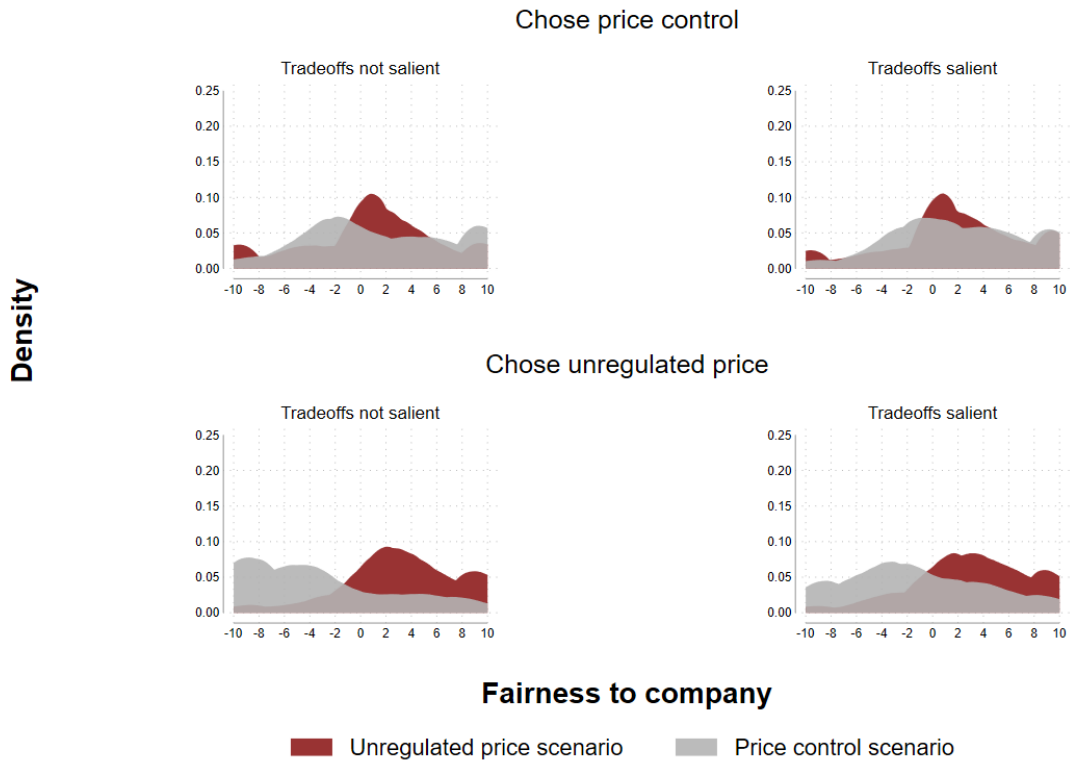 Chose price control
Tradeoffs not salient
0.25
0.20
0.15
0.10
0.05
0.00
-10 -8 -6 -4 -2 0 2 4 6 8 10
Tradeoffs salient
0.25
0.20
0.15
0.10
0.05
0.00
-10 -8 -6 -4 -2 0 2 4 6 8 10
Density
Chose unregulated price
Tradeoffs not salient
0.25
0.20
0.15
0.10
0.05
0.00
-10 -8 -6 -4 -2 0 2 4 6 8 10
Tradeoffs salient
0.25
0.20
0.15
0.10
0.05
0.00
-10 -8 -6 -4 -2 0 2 4 6 8 10
Fairness to company
Unregulated price scenario
Price control scenario